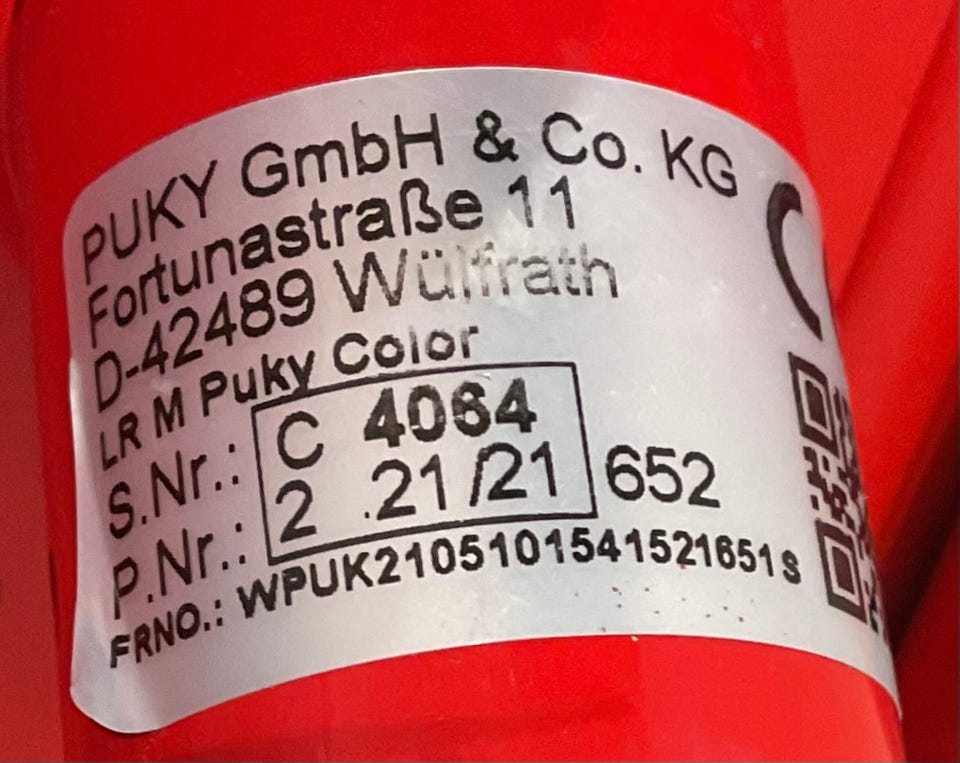 PUKY GmbH & Co. KG
Fortunastraße 11
D-42489 Wülfrath
LR M Puky Color
S.Nr.: C 4064
P.Nr.: 2 .21/21 652
FRNO.: WPUK2105101541521651S